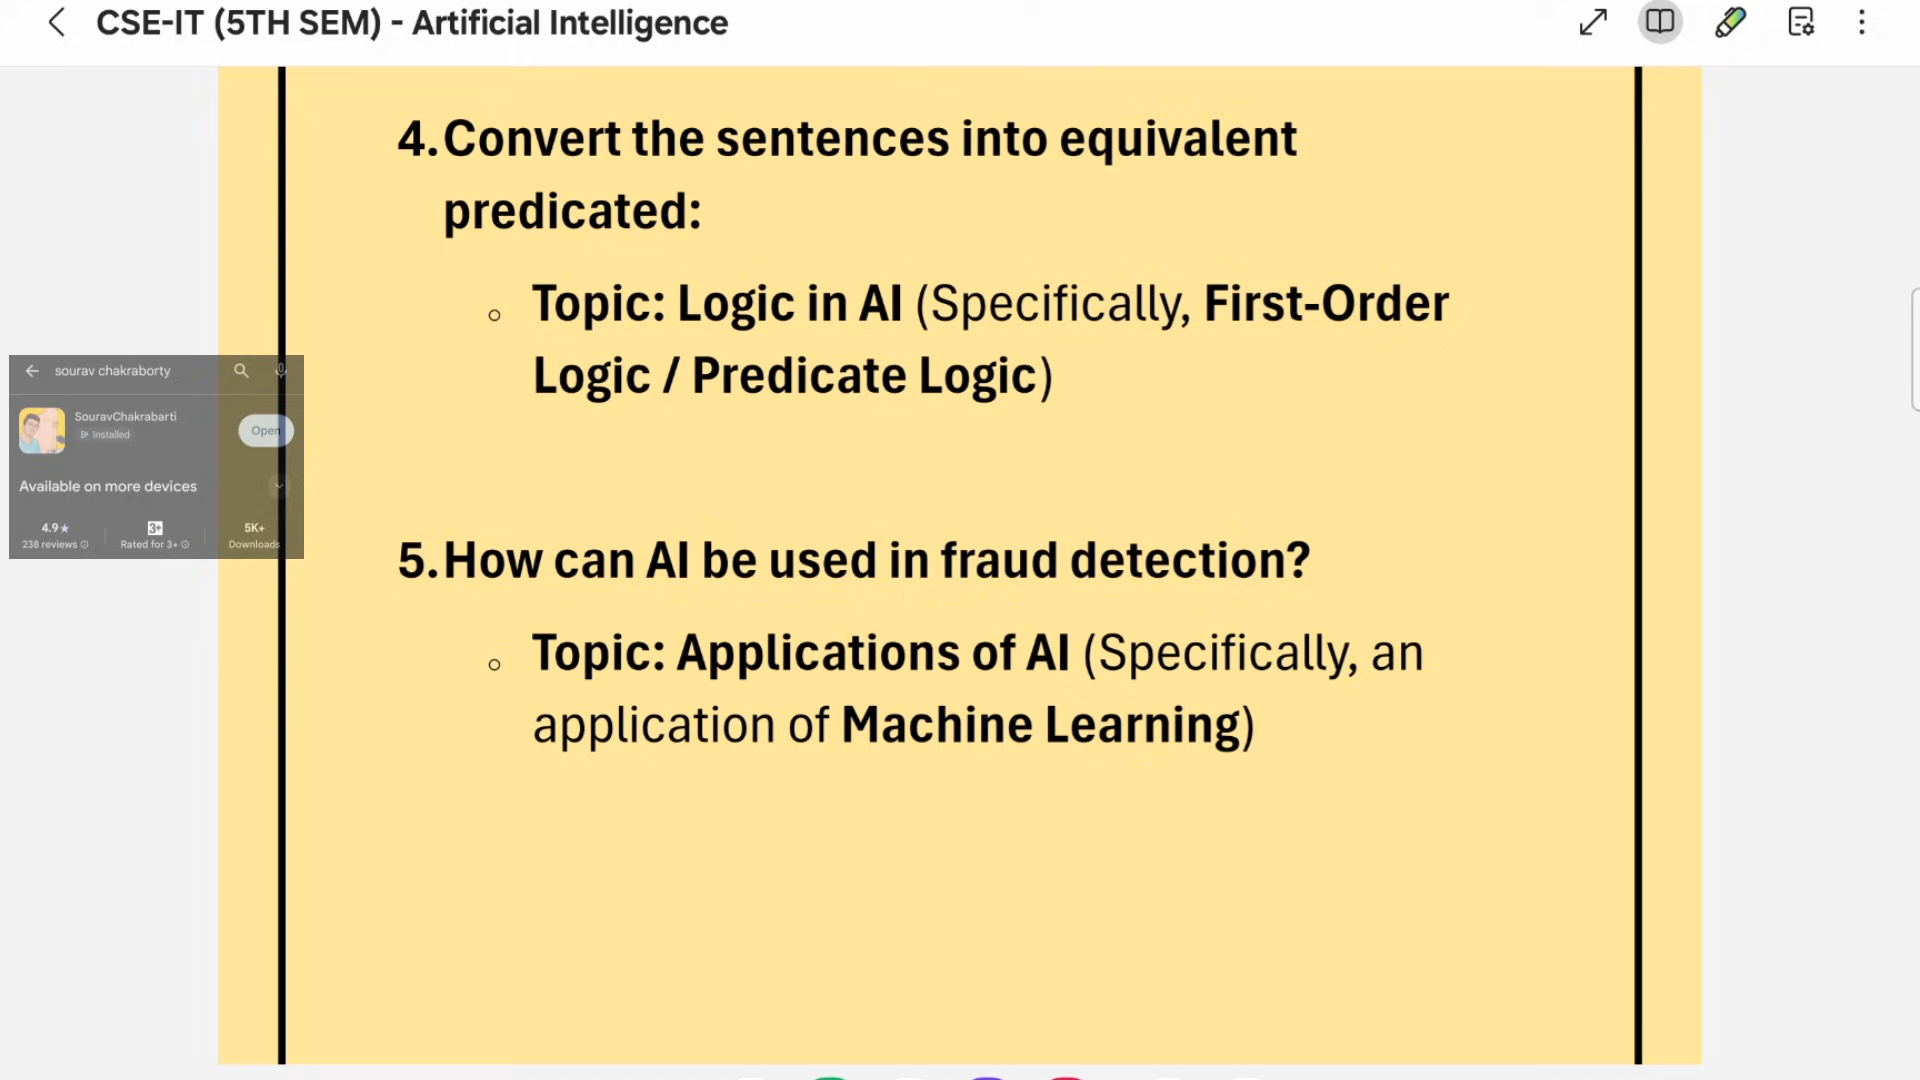 CSE-IT (5TH SEM) - Artificial Intelligence
4. Convert the sentences into equivalent
predicated:
Topic: Logic in AI (Specifically, First-Order
Logic / Predicate Logic)
sourav chakraborty
SouravChakrabarti
Installed
Open
Available on more devices
4.9★ 3+ 5K+
238 reviews Rated for 3+ Downloads
5. How can AI be used in fraud detection?
Topic: Applications of AI (Specifically, an
application of Machine Learning)